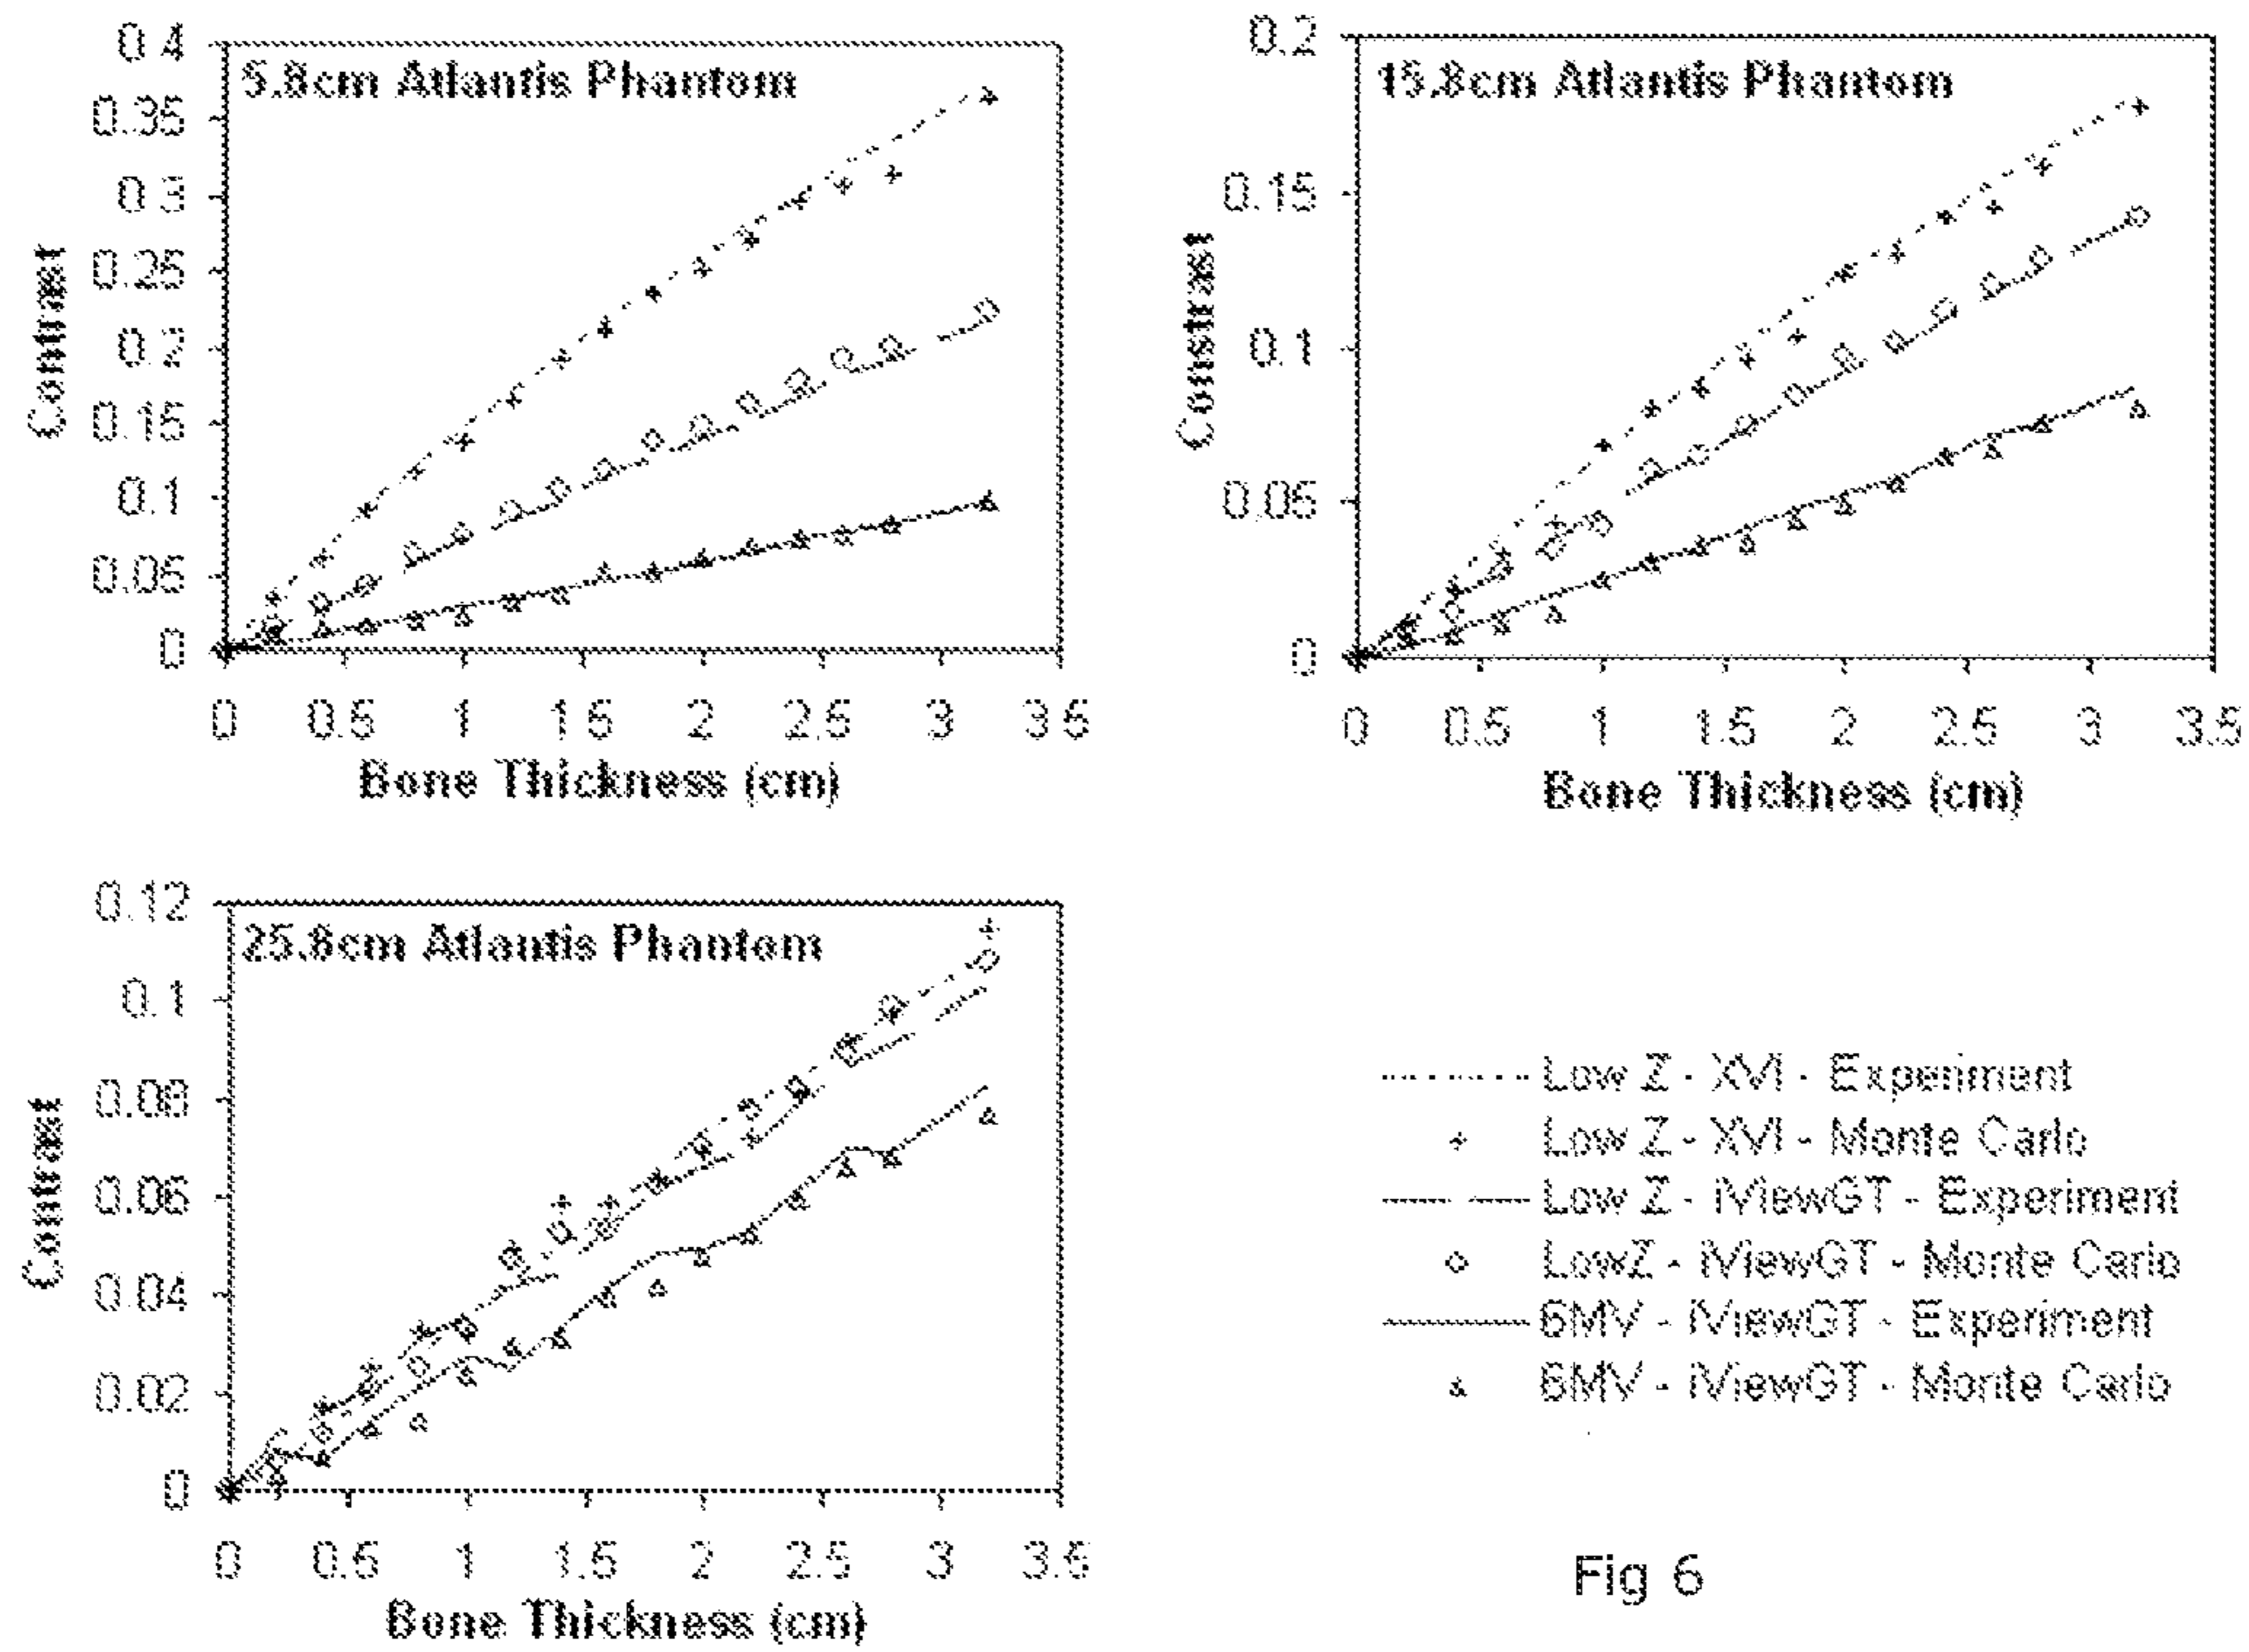 5.8cm Atlantis Phantom
0.4
0.35
0.3
0.25
0.2
0.15
0.1
0.05
0
Contrast
0 0.5 1 1.5 2 2.5 3 3.5
Bone Thickness (cm)
15.8cm Atlantis Phantom
0.2
0.15
0.1
0.05
0
Constrast
0 0.5 1 1.5 2 2.5 3 3.5
Bone Thickness (cm)
25.8cm Atlantis Phantom
0.12
0.1
0.08
0.06
0.04
0.02
0
Contrast
0 0.5 1 1.5 2 2.5 3 3.5
Bone Thickness (cm)
Low Z - XVI - Experiment
Low Z - XVI - Monte Carlo
Low Z - iViewGT - Experiment
LowZ - iViewGT - Monte Carlo
6MV - iViewGT - Experiment
6MV - iViewGT - Monte Carlo
Fig 6